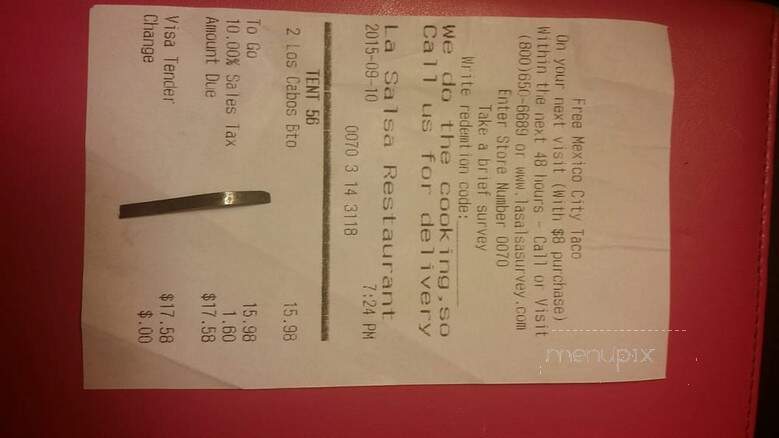 Free Mexico City Taco
On your next visit (With $8 purchase)
Within the next 48 hours - Call or Visit
(800)650-6689 or www.lasalsasurvey.com
Enter Store Number 0070
Take a brief survey
Write redemtion code:________
We do the cooking,so
Call us for delivery
La Salsa Restaurant
2015-09-10 7:24 PM
0070 3 14 3118
TENT 56
2 Los Cabos Bto 15.98
To Go 15.98
10.00% Sales Tax 1.60
Amount Due $17.58
Visa Tender $17.58
Change $.00
menupix